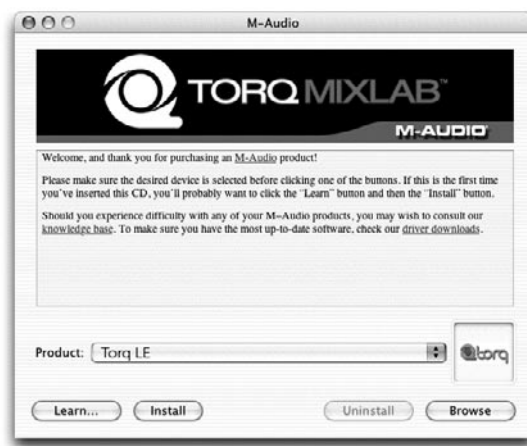 M-Audio
TORQ MIXLAB™
M-AUDIO
Welcome, and thank you for purchasing an M-Audio product!
Please make sure the desired device is selected before clicking one of the buttons. If this is the first time
you've inserted this CD, you'll probably want to click the "Learn" button and then the "Install" button.
Should you experience difficulty with any of your M-Audio products, you may wish to consult our
knowledge base. To make sure you have the most up-to-date software, check our driver downloads.
Product: Torq LE
torq
Learn... Install Uninstall Browse